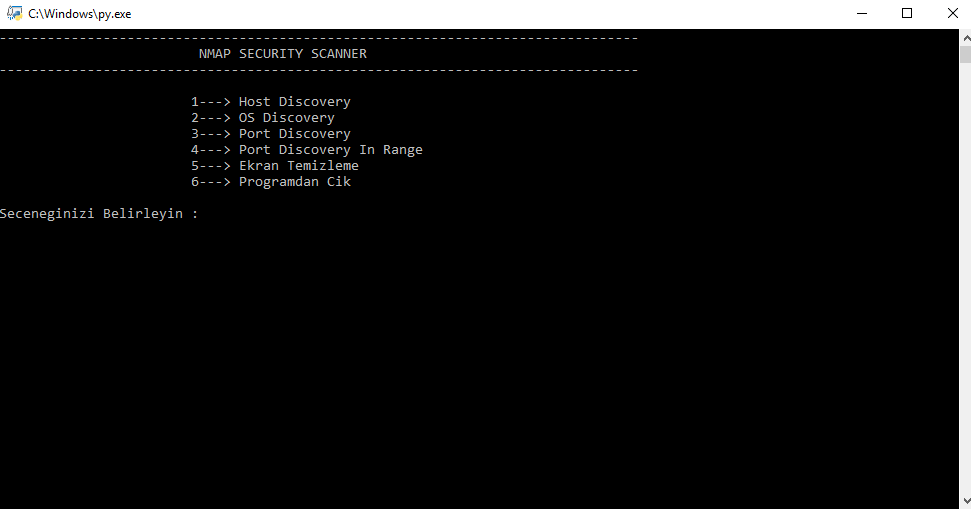 C:\Windows\py.exe
--------------------------------------------------------------------------------
NMAP SECURITY SCANNER
--------------------------------------------------------------------------------
1---> Host Discovery
2---> OS Discovery
3---> Port Discovery
4---> Port Discovery In Range
5---> Ekran Temizleme
6---> Programdan Cik
Seceneginizi Belirleyin :